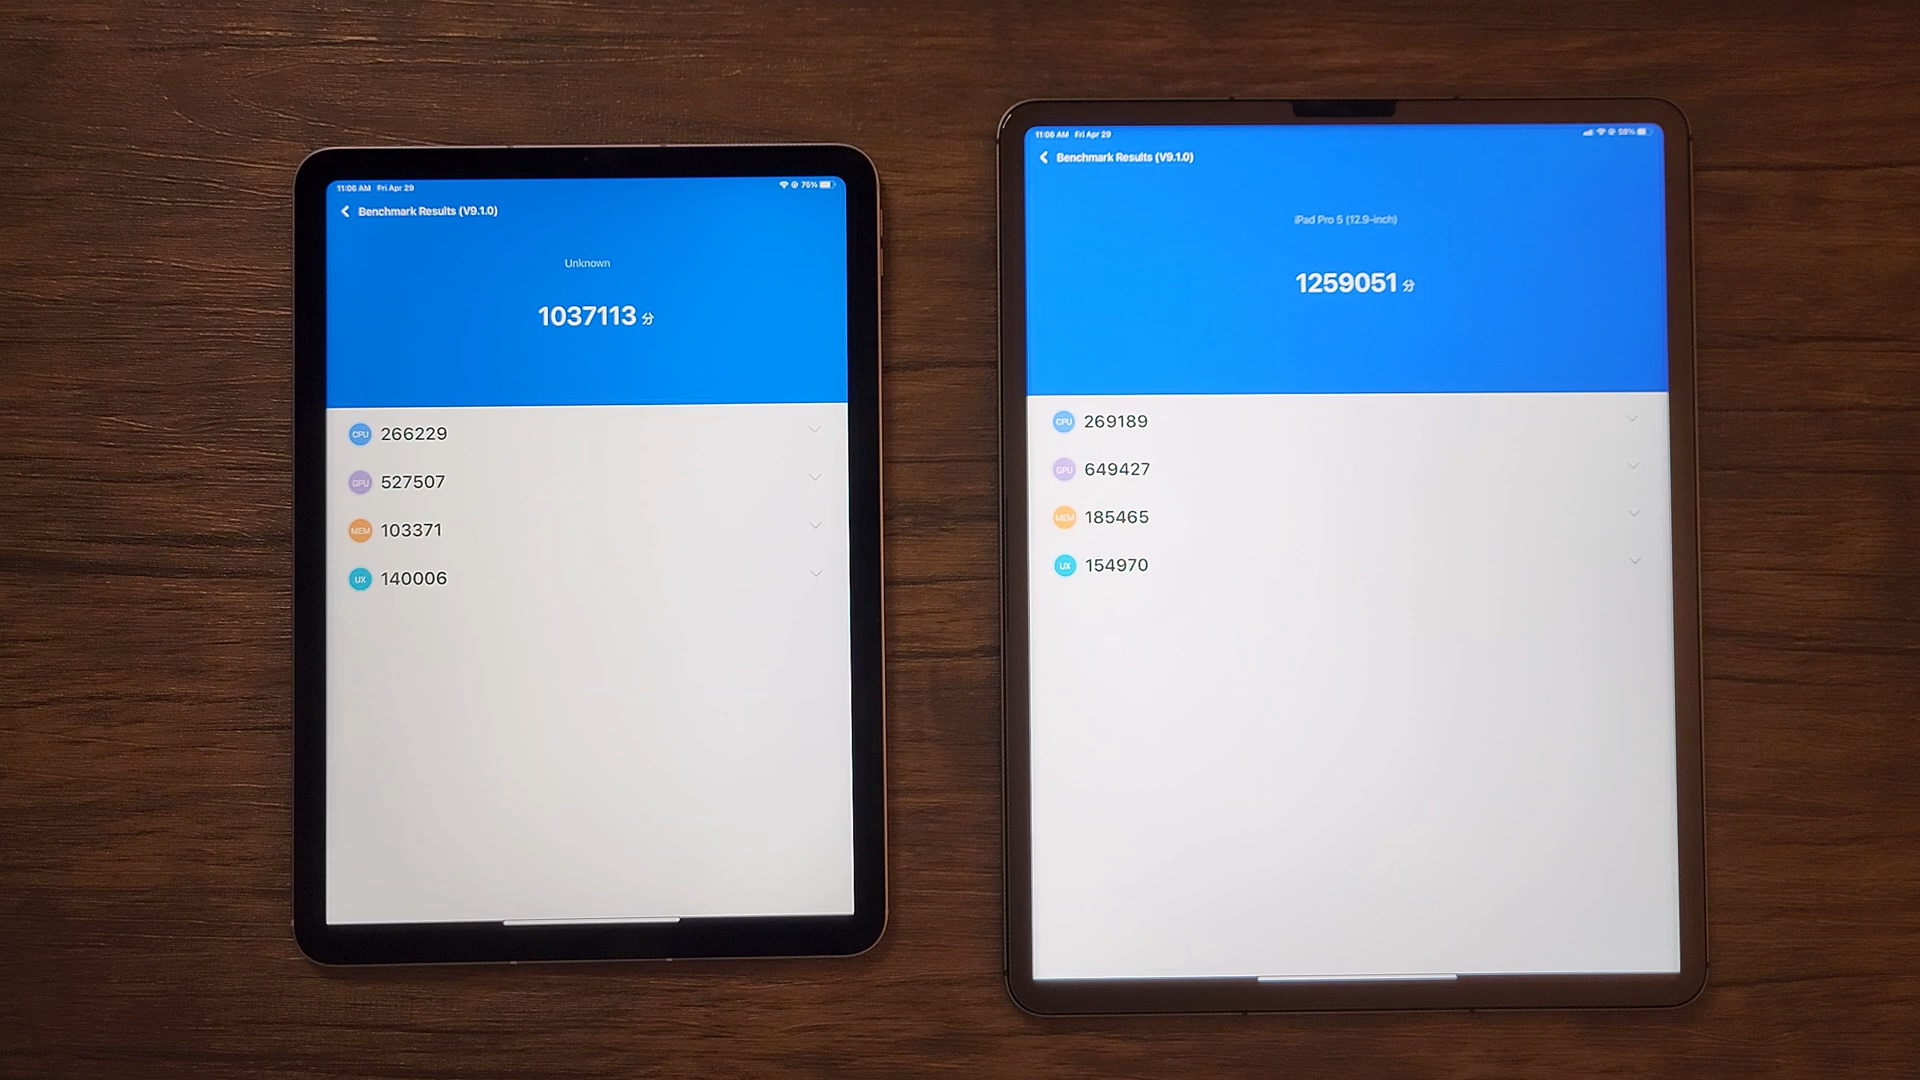 11:06 AM Fri Apr 29
76%
Benchmark Results (V9.1.0)
Unknown
1037113 分
CPU 266229
GPU 527507
MEM 103371
UX 140006
11:06 AM Fri Apr 29
58%
Benchmark Results (V9.1.0)
iPad Pro 5 (12.9-inch)
1259051 分
CPU 269189
GPU 649427
MEM 185465
UX 154970